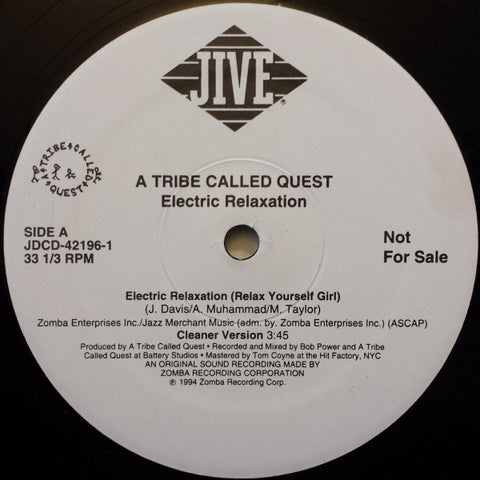 JIVE®
A TRIBE CALLED QUEST
A TRIBE CALLED QUEST
Electric Relaxation
SIDE A
JDCD-42196-1
33 1/3 RPM
Not
For Sale
Electric Relaxation (Relax Yourself Girl)
(J. Davis/A. Muhammad/M. Taylor)
Zomba Enterprises Inc./Jazz Merchant Music (adm. by. Zomba Enterprises Inc.) (ASCAP)
Cleaner Version 3:45
Produced by A Tribe Called Quest • Recorded and Mixed by Bob Power and A Tribe
Called Quest at Battery Studios • Mastered by Tom Coyne at the Hit Factory, NYC
AN ORIGINAL SOUND RECORDING MADE BY
ZOMBA RECORDING CORPORATION
℗ 1994 Zomba Recording Corp.